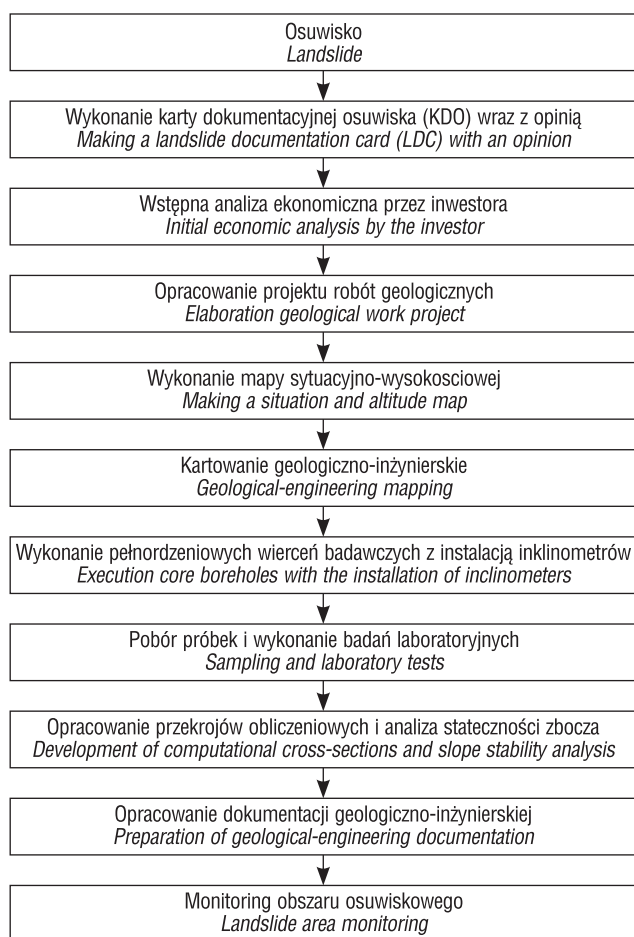 Osuwisko
Landslide
Wykonanie karty dokumentacyjnej osuwiska (KDO) wraz z opinią
Making a landslide documentation card (LDC) with an opinion
Wstępna analiza ekonomiczna przez inwestora
Initial economic analysis by the investor
Opracowanie projektu robót geologicznych
Elaboration geological work project
Wykonanie mapy sytuacyjno-wysokosciowej
Making a situation and altitude map
Kartowanie geologiczno-inżynierskie
Geological-engineering mapping
Wykonanie pełnordzeniowych wierceń badawczych z instalacją inklinometrów
Execution core boreholes with the installation of inclinometers
Pobór próbek i wykonanie badań laboratoryjnych
Sampling and laboratory tests
Opracowanie przekrojów obliczeniowych i analiza stateczności zbocza
Development of computational cross-sections and slope stability analysis
Opracowanie dokumentacji geologiczno-inżynierskiej
Preparation of geological-engineering documentation
Monitoring obszaru osuwiskowego
Landslide area monitoring